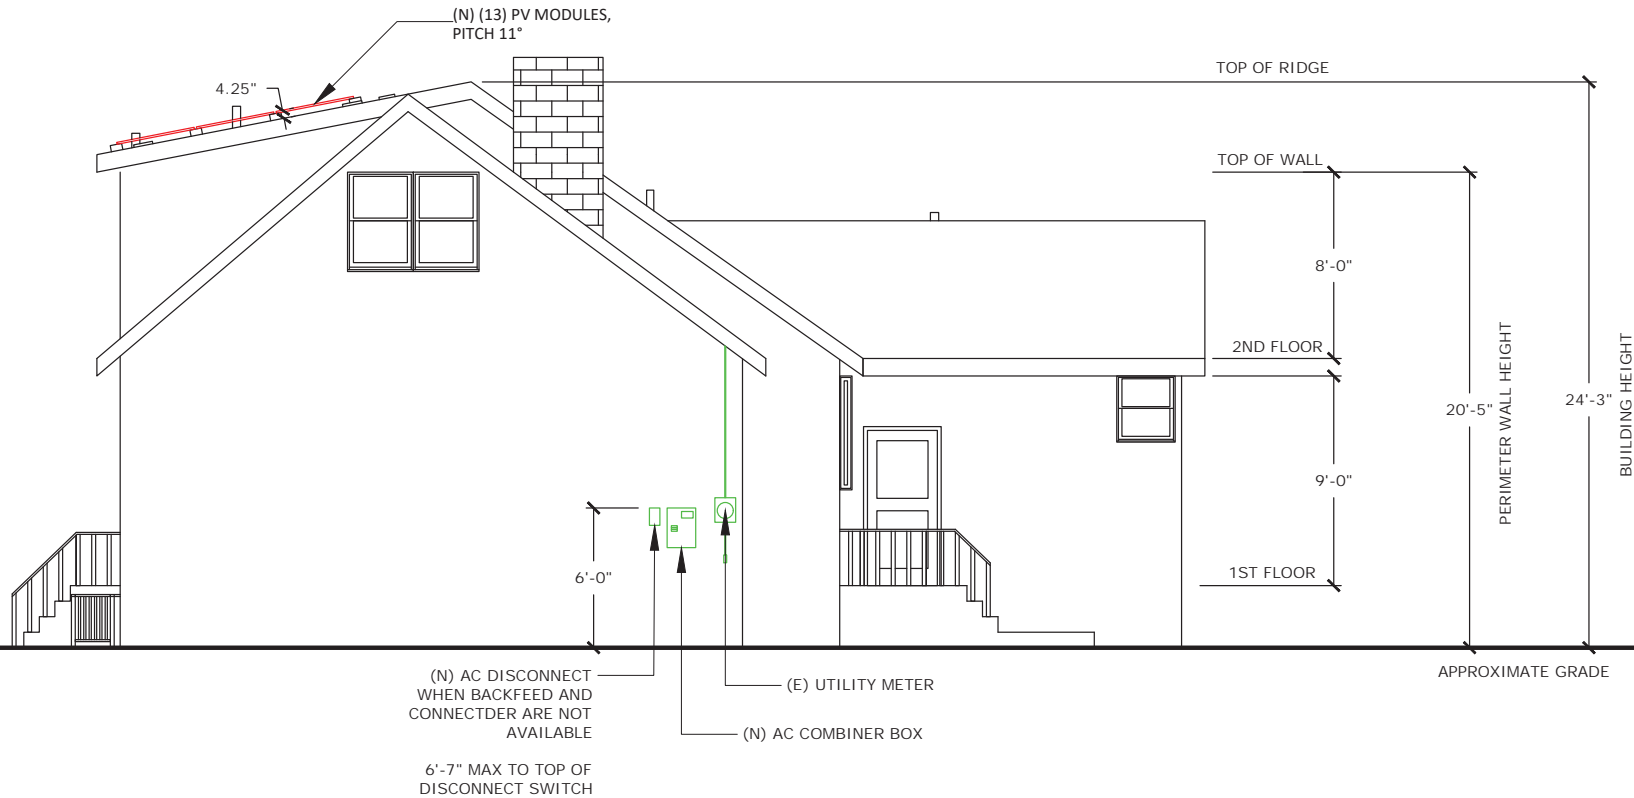 (N) (13) PV MODULES,
PITCH 11°
4.25"
TOP OF RIDGE
TOP OF WALL
8'-0"
2ND FLOOR
PERIMETER WALL HEIGHT
BUILDING HEIGHT
20'-5"
24'-3"
9'-0"
1ST FLOOR
6'-0"
APPROXIMATE GRADE
(N) AC DISCONNECT
WHEN BACKFEED AND
CONNECTDER ARE NOT
AVAILABLE
6'-7" MAX TO TOP OF
DISCONNECT SWITCH
(E) UTILITY METER
(N) AC COMBINER BOX